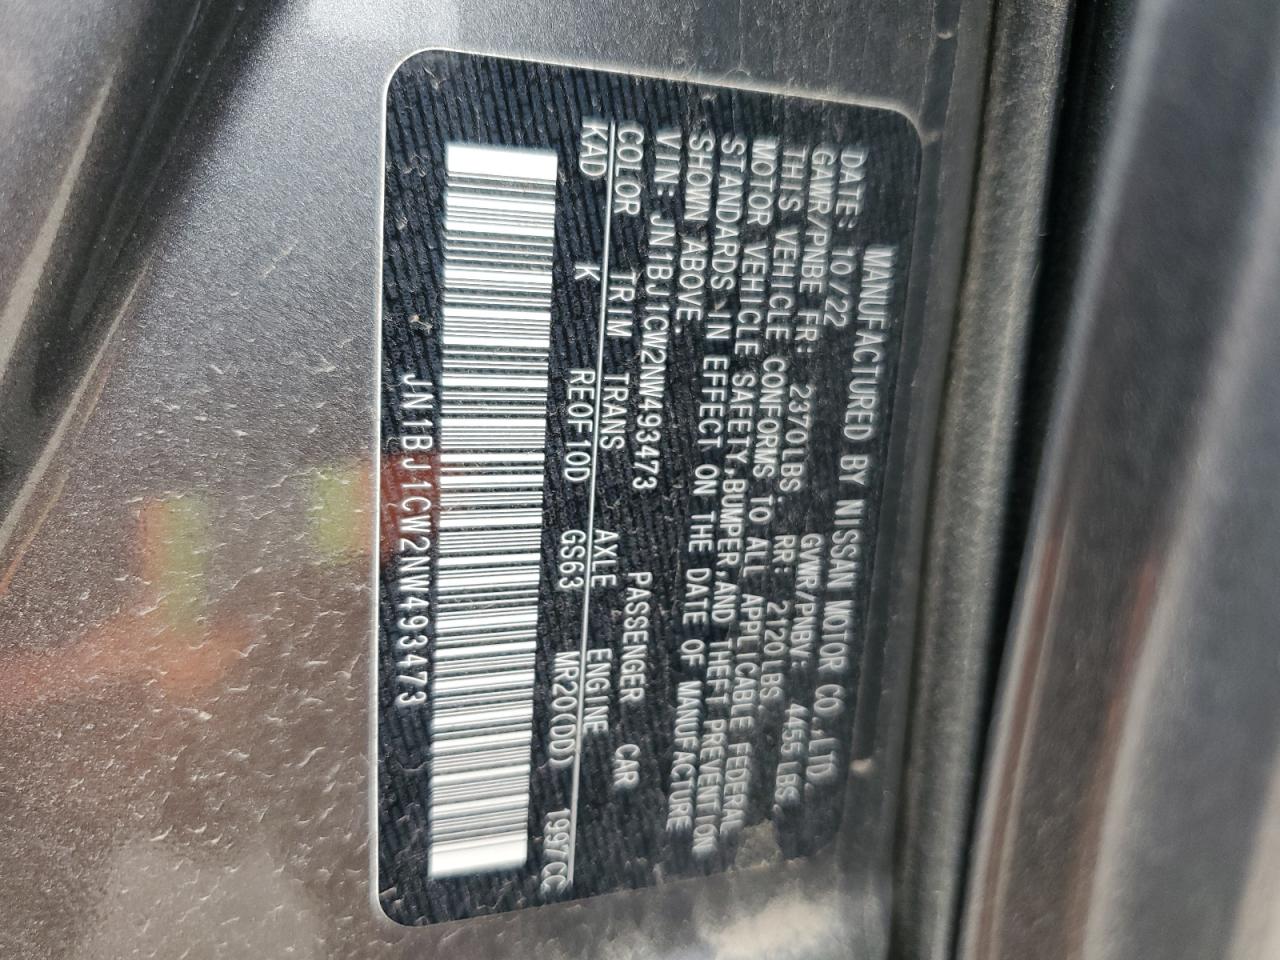 MANUFACTURED BY NISSAN MOTOR CO.,LTD.
DATE: 10/22 GVWR/PNBV: 4455 LBS
GAWR/PNBE FR: 2370LBS RR: 2120LBS
THIS VEHICLE CONFORMS TO ALL APPLICABLE FEDERAL
MOTOR VEHICLE SAFETY,BUMPER,AND THEFT PREVENTION
STANDARDS IN EFFECT ON THE DATE OF MANUFACTURE
SHOWN ABOVE.
VIN: JN1BJ1CW2NW493473 PASSENGER CAR
COLOR TRIM TRANS AXLE ENGINE
KAD K RE0F10D GS63 MR20(DD) 1997CC
JN1BJ1CW2NW493473